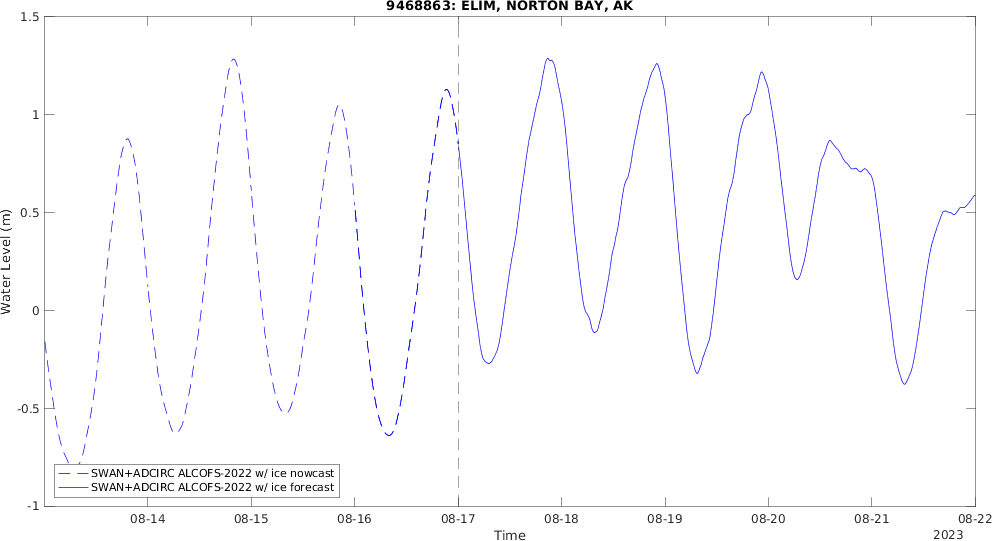 9468863: ELIM, NORTON BAY, AK
1.5
1
0.5
0
-0.5
-1
Water Level (m)
SWAN+ADCIRC ALCOFS-2022 w/ ice nowcast
SWAN+ADCIRC ALCOFS-2022 w/ ice forecast
08-14 08-15 08-16 08-17 08-18 08-19 08-20 08-21 08-22
Time
2023